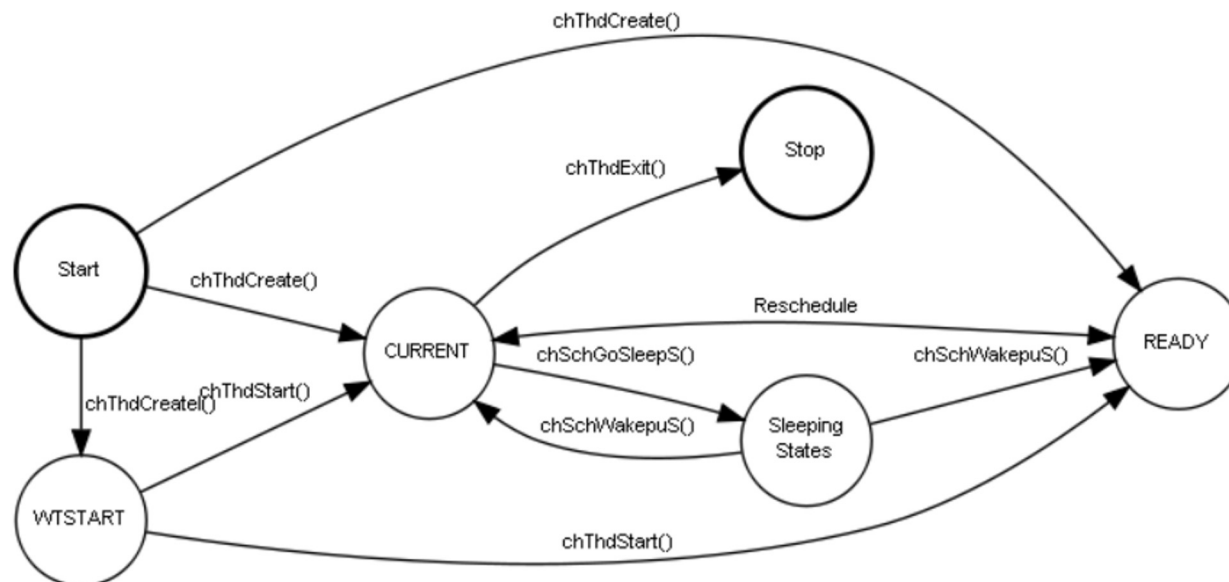 chThdCreate()
Stop
chThdExit()
Start
chThdCreate()
Reschedule
CURRENT
chSchGoSleepS()
chSchWakepuS()
READY
chThdCreateI()
chThdStart()
chSchWakepuS()
Sleeping
States
WTSTART
chThdStart()